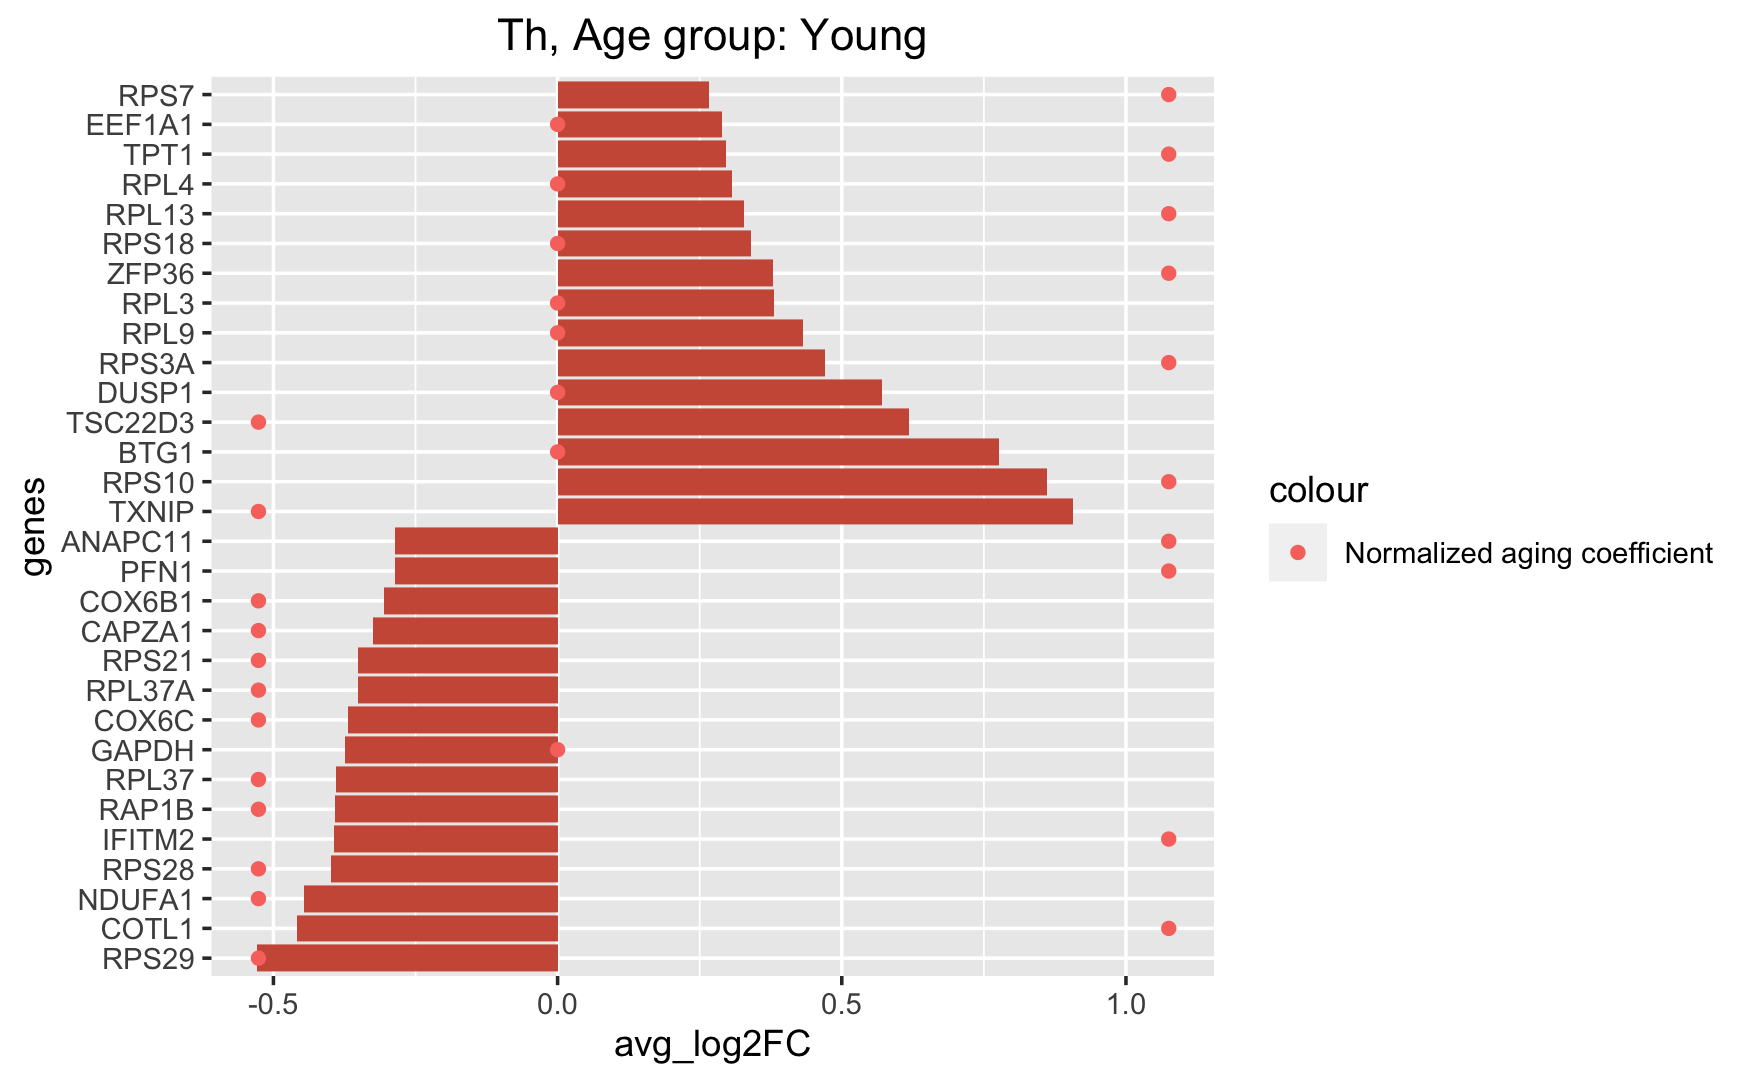 Th, Age group: Young
genes
RPS7
EEF1A1
TPT1
RPL4
RPL13
RPS18
ZFP36
RPL3
RPL9
RPS3A
DUSP1
TSC22D3
BTG1
RPS10
TXNIP
ANAPC11
PFN1
COX6B1
CAPZA1
RPS21
RPL37A
COX6C
GAPDH
RPL37
RAP1B
IFITM2
RPS28
NDUFA1
COTL1
RPS29
-0.5 0.0 0.5 1.0
avg_log2FC
colour
Normalized aging coefficient